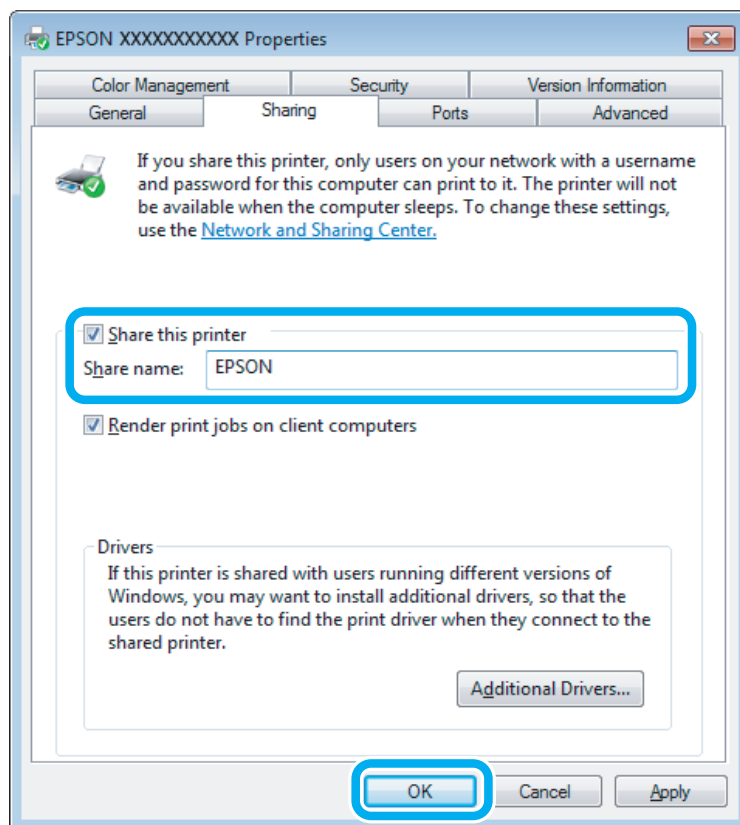 EPSON XXXXXXXXXXX Properties
Color Management Security Version Information
General Sharing Ports Advanced
If you share this printer, only users on your network with a username
and password for this computer can print to it. The printer will not
be available when the computer sleeps. To change these settings,
use the Network and Sharing Center.
Share this printer
Share name: EPSON
Render print jobs on client computers
Drivers
If this printer is shared with users running different versions of
Windows, you may want to install additional drivers, so that the
users do not have to find the print driver when they connect to the
shared printer.
Additional Drivers...
OK Cancel Apply